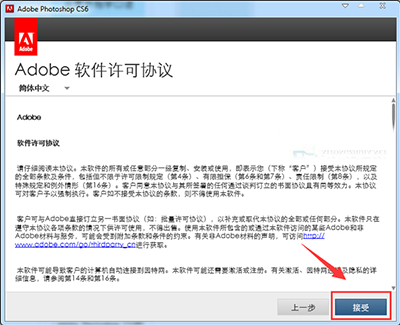 Adobe Photoshop CS6
Adobe
Adobe 软件许可协议
简体中文
Adobe
软件许可协议
请仔细阅读本协议。本软件的所有或任意部分一经复制、安装或使用，即表示您（下称“客户”）接受本协议所规定
的全部条款及条件，包括但不限于许可限制规定（第4条）、有限担保（第6条和第7条）、责任限制（第8条），以及
特殊规定和例外情形（第16条）。客户同意本协议与其所签署的任何通过谈判订立的书面协议具有同等效力。本协议
可对客户予以强制执行。客户如不接受本协议的条款，则不得使用本软件。
客户可与Adobe直接订立另一书面协议（如：批量许可协议），以补充或取代本协议的全部或任何部分。本软件只在
遵守本协议各项条款的情况下供许可使用，不得出售。使用本软件所包含的或通过本软件访问的某些Adobe和非
Adobe材料与服务，可能会受到附加条款和条件的约束。有关非Adobe材料的声明，可访问http://
www.adobe.com/go/thirdparty_cn进行获取。
本软件可能导致客户的计算机自动连接到因特网。本软件可能还需要激活或注册。有关激活、因特网连接及隐私的详
细信息，请参阅第14条和第16条。
上一步
接受